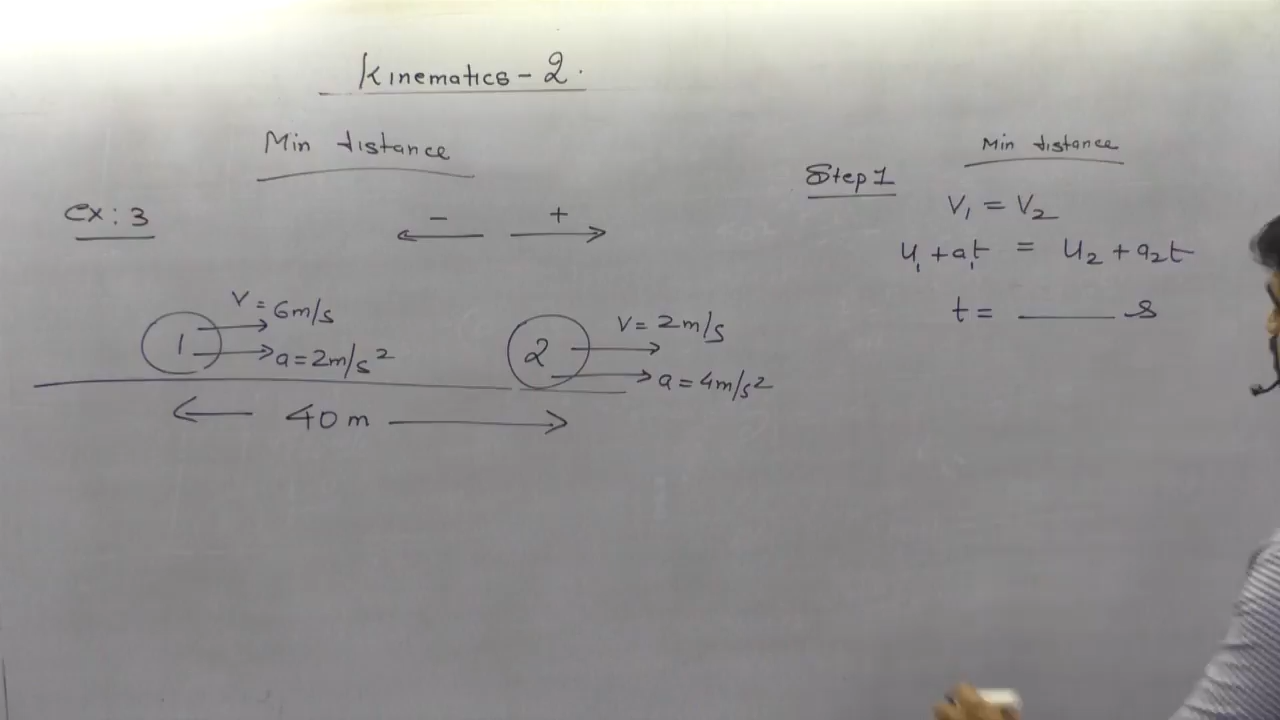 Kinematics - 2.
Min distance
Ex: 3
- +
1
V = 6m/s
a = 2m/s²
2
V = 2m/s
a = 4m/s²
40 m
Min distance
Step 1
V₁ = V₂
u₁ + a₁t = u₂ + a₂t
t = ____ s